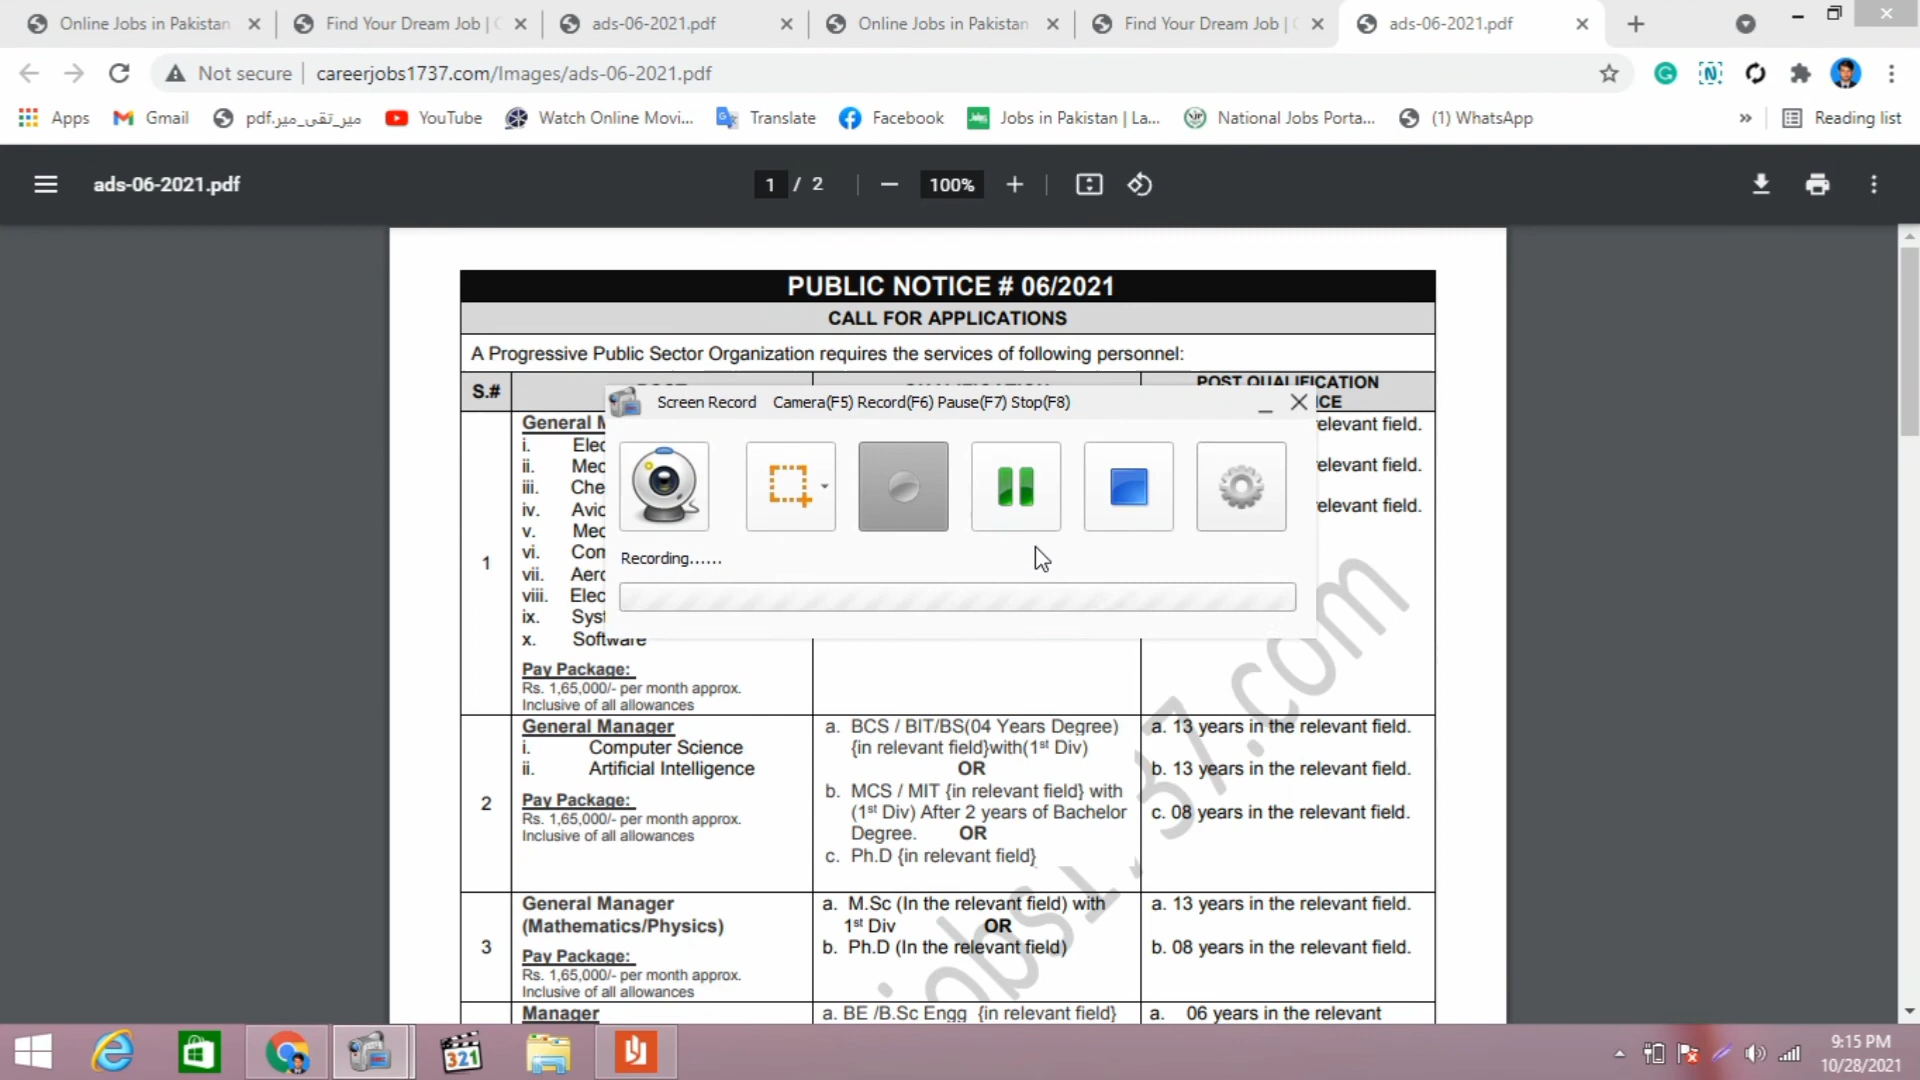 Online Jobs in Pakistan
Find Your Dream Job |
ads-06-2021.pdf
Online Jobs in Pakistan
Find Your Dream Job |
ads-06-2021.pdf
Not secure
careerjobs1737.com/Images/ads-06-2021.pdf
Apps
Gmail
میر_تقی_میر.pdf
YouTube
Watch Online Movi...
Translate
Facebook
Jobs in Pakistan | La...
National Jobs Porta...
(1) WhatsApp
»
Reading list
ads-06-2021.pdf
1 / 2
100%
PUBLIC NOTICE # 06/2021
CALL FOR APPLICATIONS
A Progressive Public Sector Organization requires the services of following personnel:
S.#
POST QUALIFICATION
Screen Record Camera(F5) Record(F6) Pause(F7) Stop(F8)
Recording......
1
General M
i. Elec
ii. Mec
iii. Che
iv. Avic
v. Mec
vi. Com
vii. Aero
viii. Elec
ix. Syst
x. Software
Pay Package:
Rs. 1,65,000/- per month approx.
Inclusive of all allowances
elevant field.
elevant field.
elevant field.
2
General Manager
i. Computer Science
ii. Artificial Intelligence
Pay Package:
Rs. 1,65,000/- per month approx.
Inclusive of all allowances
a. BCS / BIT/BS(04 Years Degree)
{in relevant field}with(1st Div)
OR
b. MCS / MIT {in relevant field} with
(1st Div) After 2 years of Bachelor
Degree. OR
c. Ph.D {in relevant field}
a. 13 years in the relevant field.
b. 13 years in the relevant field.
c. 08 years in the relevant field.
3
General Manager
(Mathematics/Physics)
Pay Package:
Rs. 1,65,000/- per month approx.
Inclusive of all allowances
a. M.Sc (In the relevant field) with
1st Div OR
b. Ph.D (In the relevant field)
a. 13 years in the relevant field.
b. 08 years in the relevant field.
Manager
a. BE /B.Sc Engg {in relevant field}
a. 06 years in the relevant
321
9:15 PM
10/28/2021